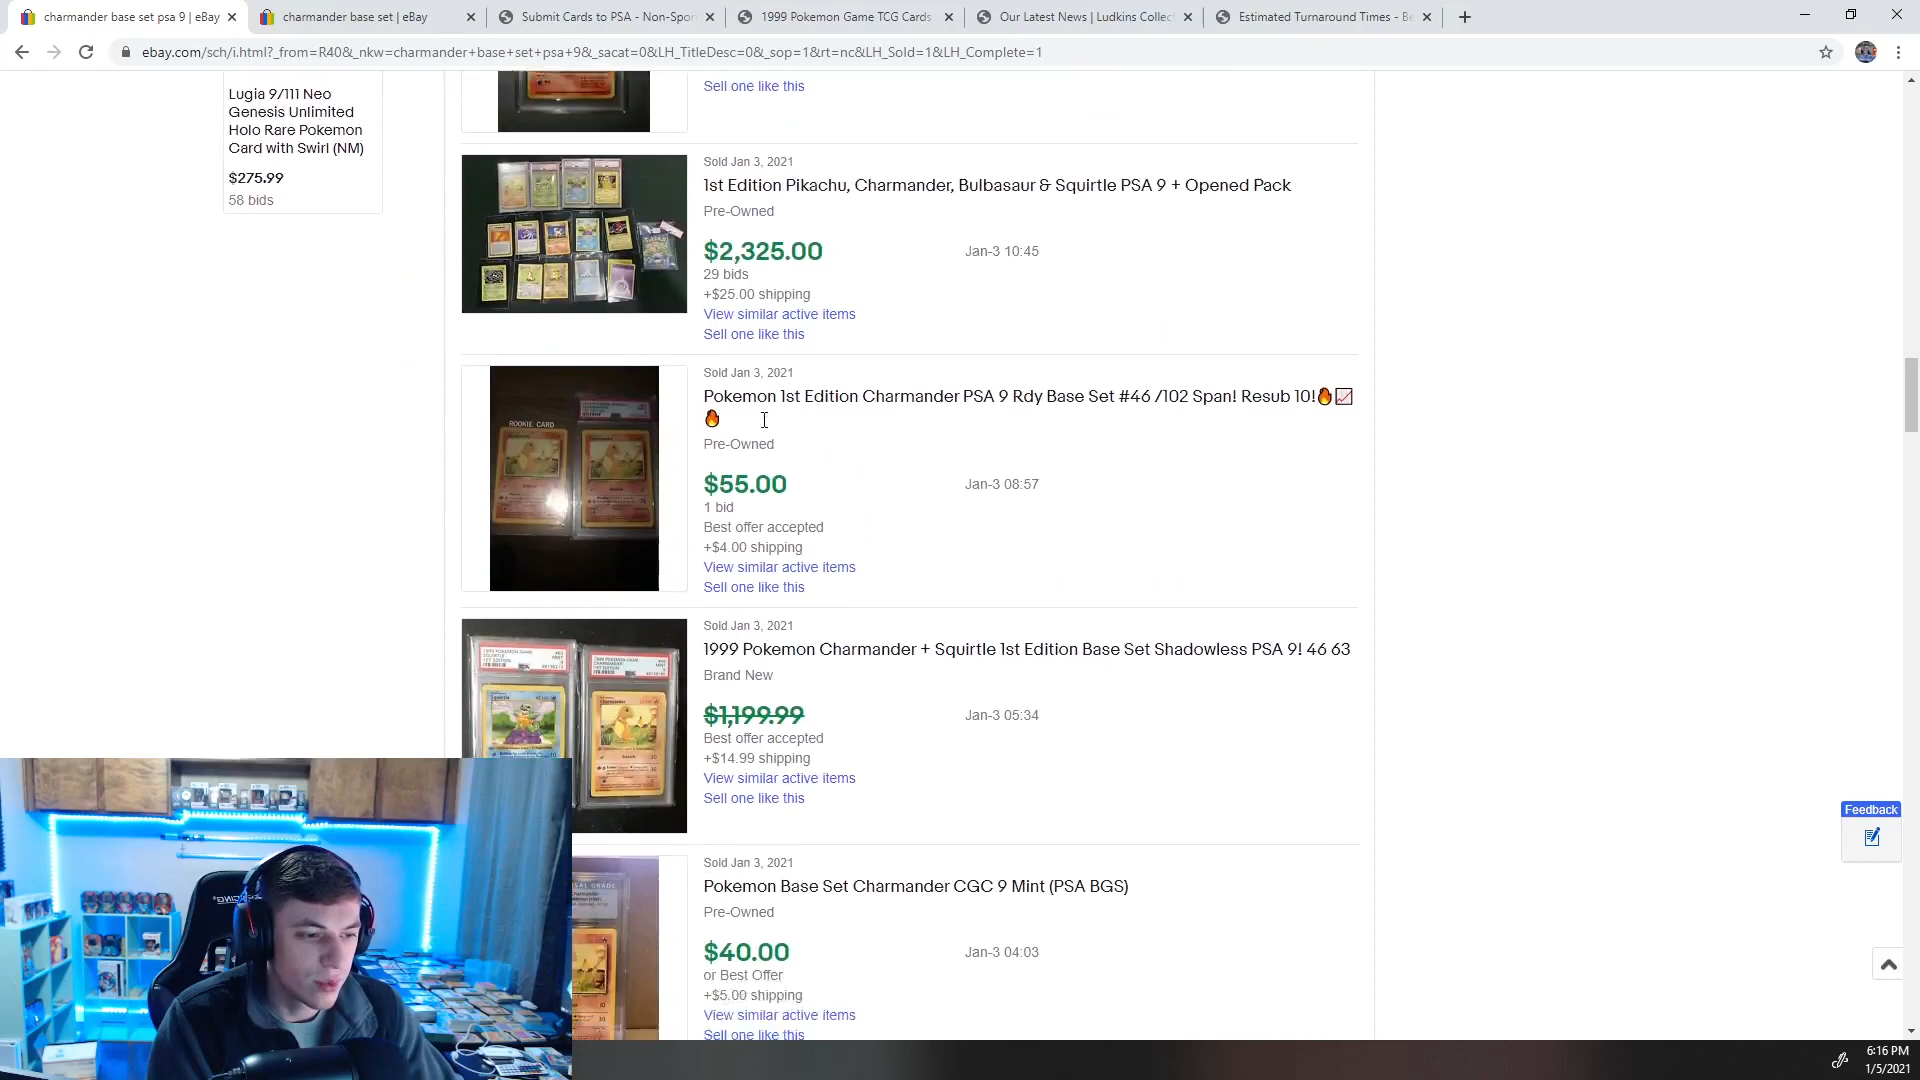 charmander base set psa 9 | eBay
charmander base set | eBay
Submit Cards to PSA - Non-Spor
1999 Pokemon Game TCG Cards
Our Latest News | Ludkins Collec
Estimated Turnaround Times - Be
ebay.com/sch/i.html?_from=R40&_nkw=charmander+base+set+psa+9&_sacat=0&LH_TitleDesc=0&_sop=1&rt=nc&LH_Sold=1&LH_Complete=1
Lugia 9/111 Neo
Genesis Unlimited
Holo Rare Pokemon
Card with Swirl (NM)
$275.99
58 bids
Sell one like this
Sold Jan 3, 2021
1st Edition Pikachu, Charmander, Bulbasaur & Squirtle PSA 9 + Opened Pack
Pre-Owned
$2,325.00
Jan-3 10:45
29 bids
+$25.00 shipping
View similar active items
Sell one like this
Sold Jan 3, 2021
Pokemon 1st Edition Charmander PSA 9 Rdy Base Set #46 /102 Span! Resub 10!🔥📈
🔥
Pre-Owned
$55.00
Jan-3 08:57
1 bid
Best offer accepted
+$4.00 shipping
View similar active items
Sell one like this
ROOKIE CARD
Sold Jan 3, 2021
1999 Pokemon Charmander + Squirtle 1st Edition Base Set Shadowless PSA 9! 46 63
Brand New
$1,199.99
Jan-3 05:34
Best offer accepted
+$14.99 shipping
View similar active items
Sell one like this
Sold Jan 3, 2021
Pokemon Base Set Charmander CGC 9 Mint (PSA BGS)
Pre-Owned
$40.00
Jan-3 04:03
or Best Offer
+$5.00 shipping
View similar active items
Sell one like this
Feedback
6:16 PM
1/5/2021